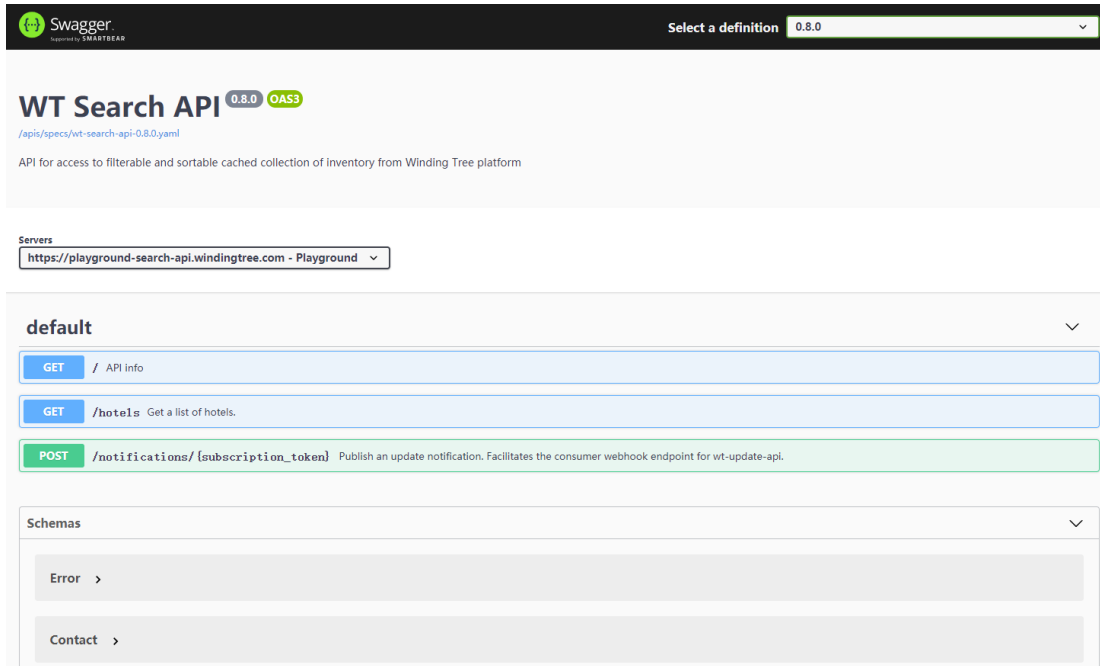 Swagger.
Supported by SMARTBEAR
Select a definition 0.8.0
WT Search API 0.8.0 OAS3
/apis/specs/wt-search-api-0.8.0.yaml
API for access to filterable and sortable cached collection of inventory from Winding Tree platform
Servers
https://playground-search-api.windingtree.com - Playground
default
GET / API info
GET /hotels Get a list of hotels.
POST /notifications/{subscription_token} Publish an update notification. Facilitates the consumer webhook endpoint for wt-update-api.
Schemas
Error
Contact